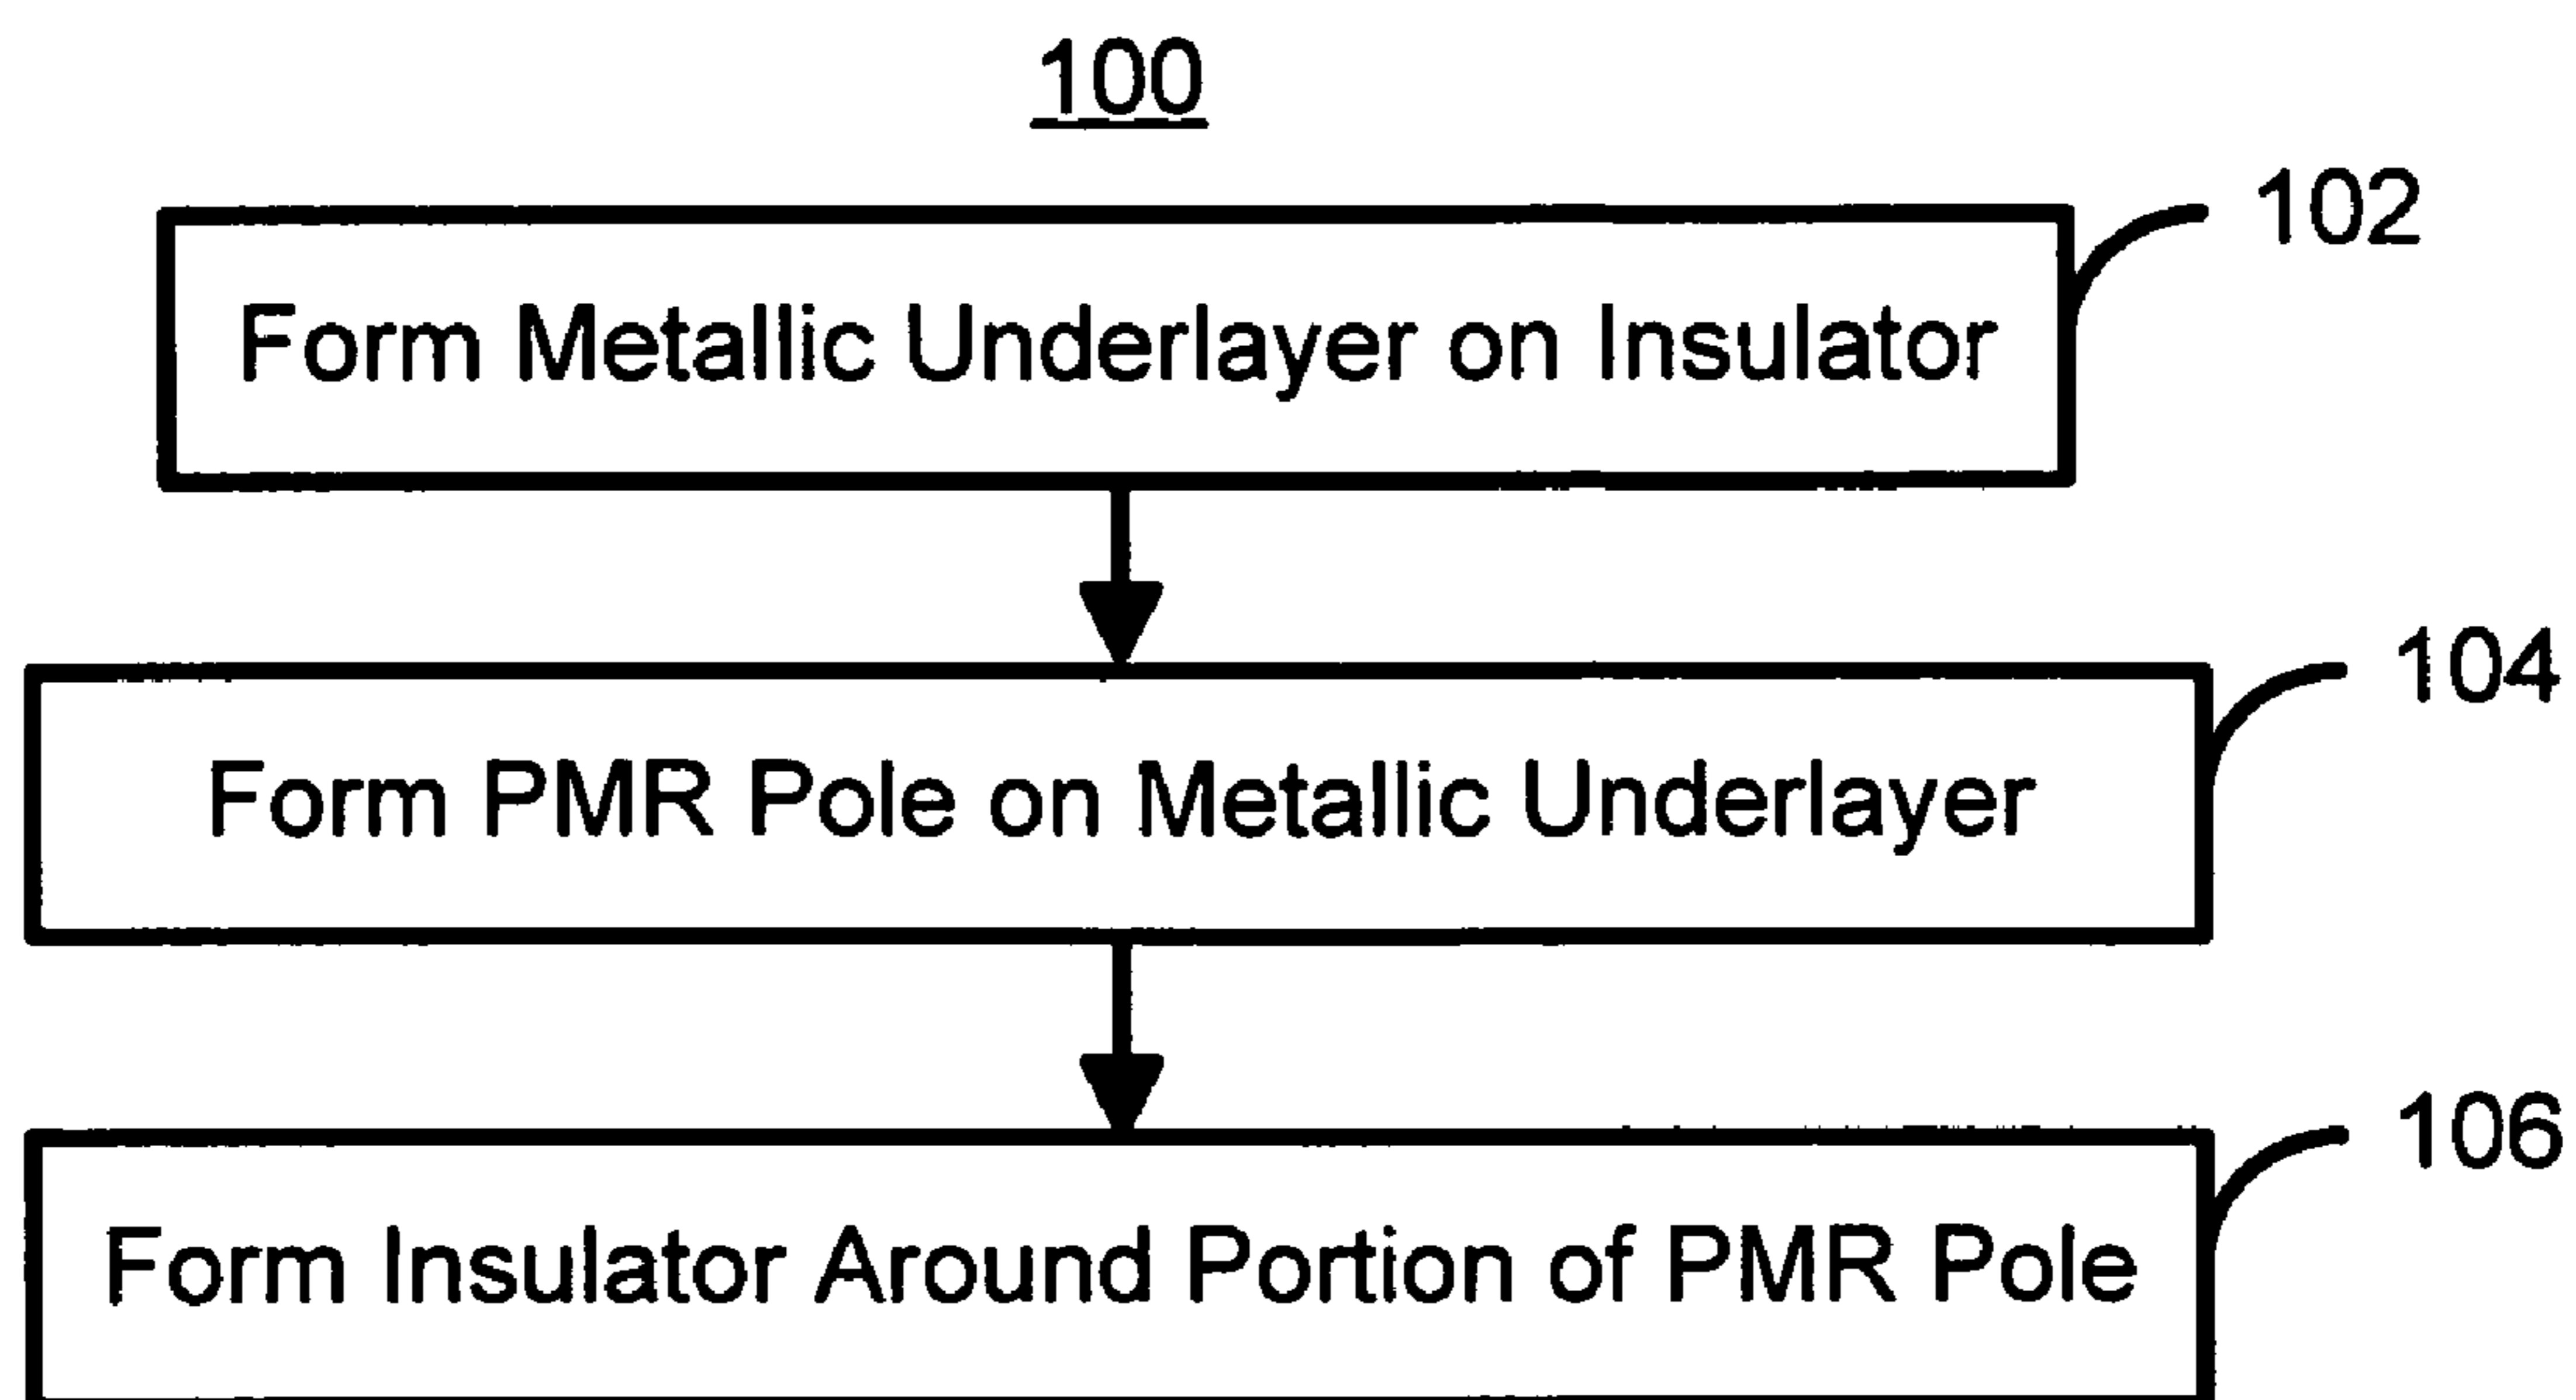 100
102
Form Metallic Underlayer on Insulator
104
Form PMR Pole on Metallic Underlayer
106
Form Insulator Around Portion of PMR Pole